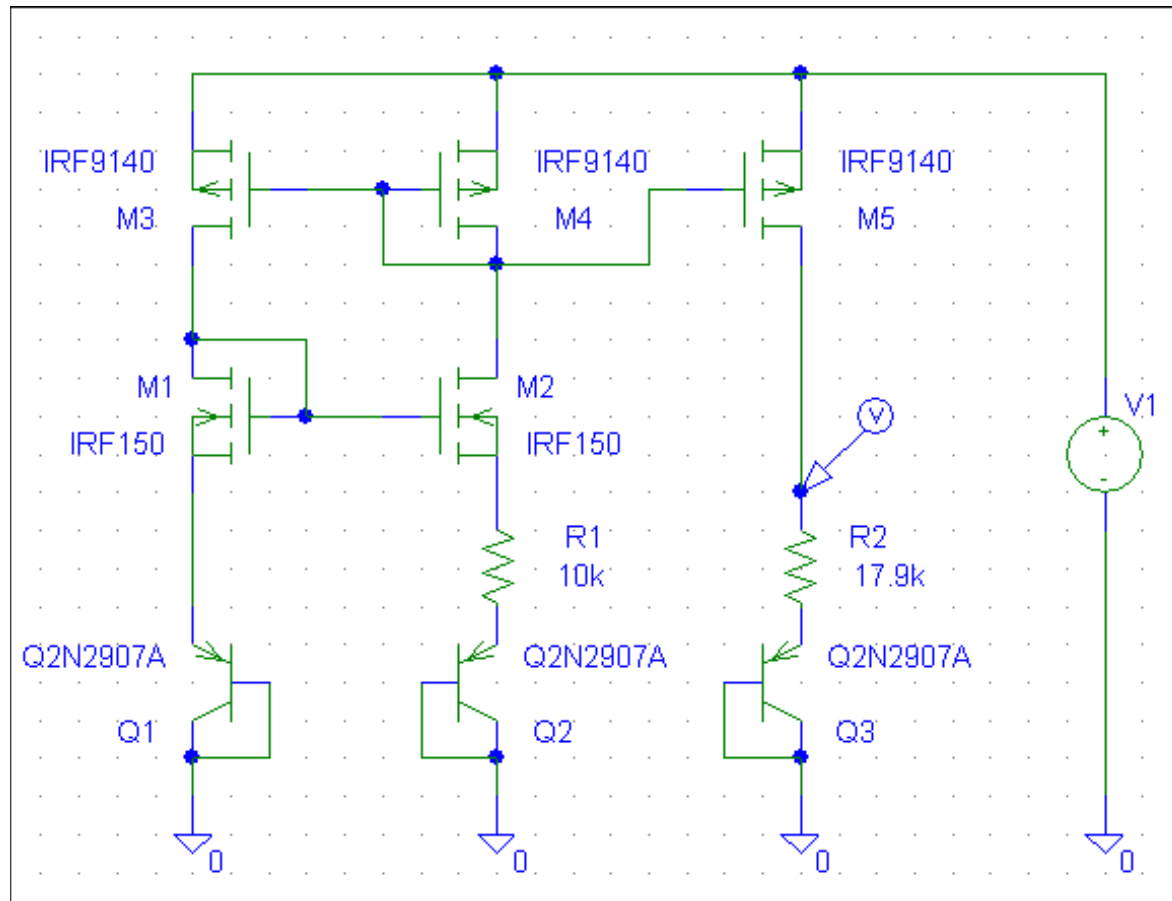 IRF9140
IRF9140
IRF9140
M3
M4
M5
M1
M2
V
V1
+
-
IRF150
IRF150
R1
10k
R2
17.9k
Q2N2907A
Q2N2907A
Q2N2907A
Q1
Q2
Q3
0
0
0
0